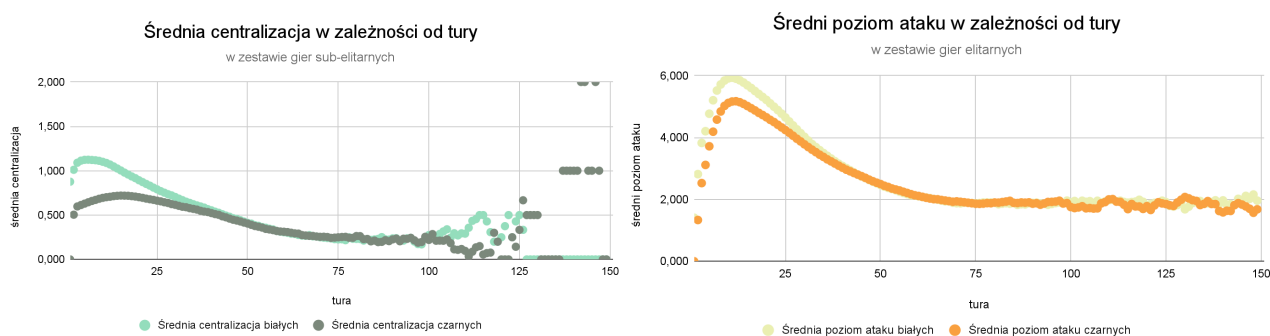 Średnia centralizacja w zależności od tury
w zestawie gier sub-elitarnych
średnia centralizacja
2,000
1,500
1,000
0,500
0,000
25
50
75
100
125
150
tura
Średnia centralizacja białych
Średnia centralizacja czarnych
Średni poziom ataku w zależności od tury
w zestawie gier elitarnych
średni poziom ataku
6,000
4,000
2,000
0,000
25
50
75
100
125
150
tura
Średnia poziom ataku białych
Średnia poziom ataku czarnych